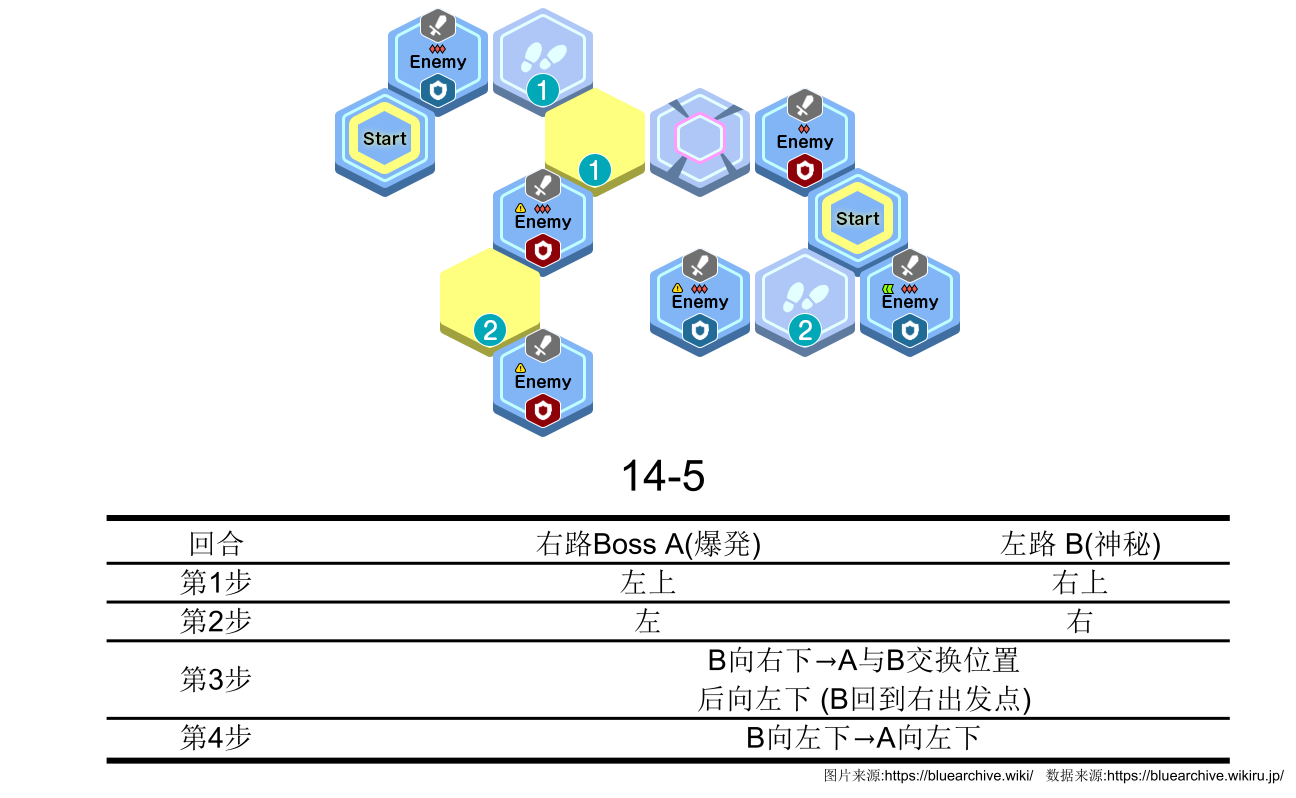 Enemy
1
Start
1
Enemy
Enemy
Start
2
Enemy
2
Enemy
Enemy
14-5
回合 右路Boss A(爆発) 左路 B(神秘)
第1步 左上 右上
第2步 左 右
第3步 B向右下→A与B交换位置
后向左下 (B回到右出发点)
第4步 B向左下→A向左下
图片来源:https://bluearchive.wiki/ 数据来源:https://bluearchive.wikiru.jp/